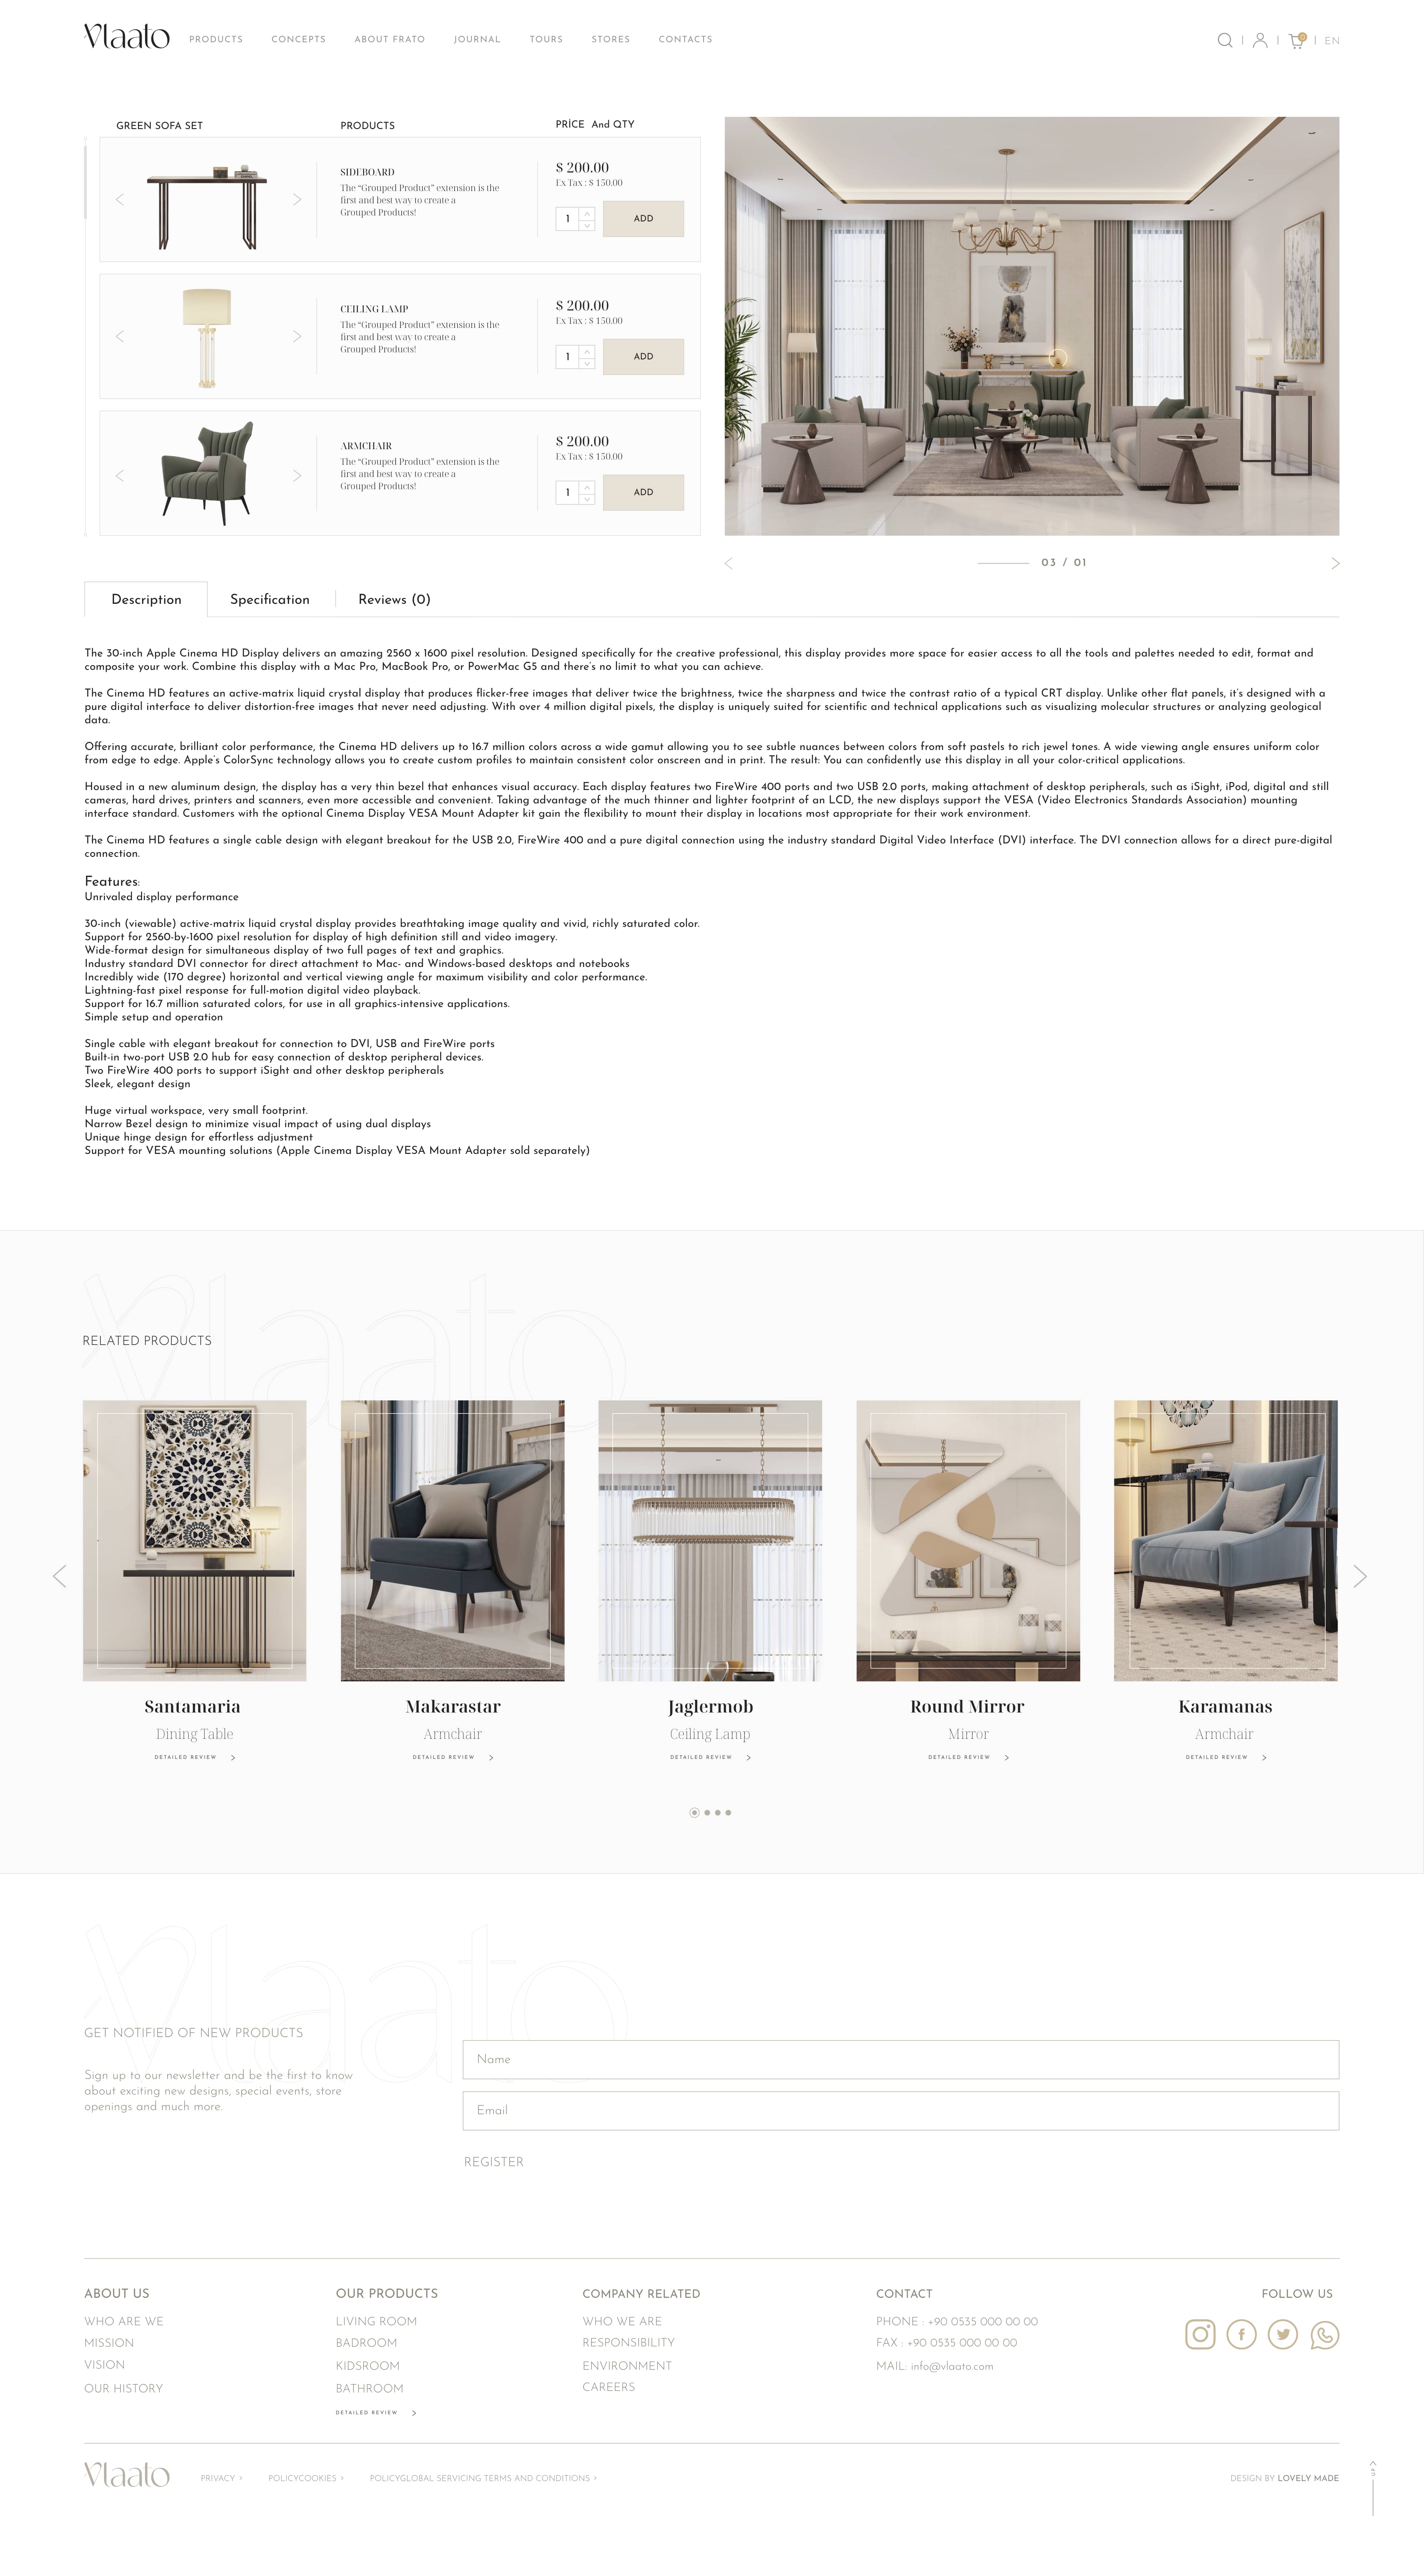 Vlaato
PRODUCTS CONCEPTS ABOUT FRATO JOURNAL TOURS STORES CONTACTS
EN
GREEN SOFA SET PRODUCTS PRİCE And QTY
SIDEBOARD
The “Grouped Product” extension is the
first and best way to create a
Grouped Products!
$ 200.00
Ex Tax : $ 150.00
1 ADD
CEILING LAMP
The “Grouped Product” extension is the
first and best way to create a
Grouped Products!
$ 200.00
Ex Tax : $ 150.00
1 ADD
ARMCHAIR
The “Grouped Product” extension is the
first and best way to create a
Grouped Products!
$ 200.00
Ex Tax : $ 150.00
1 ADD
03 / 01
Description Specification Reviews (0)
The 30-inch Apple Cinema HD Display delivers an amazing 2560 x 1600 pixel resolution. Designed specifically for the creative professional, this display provides more space for easier access to all the tools and palettes needed to edit, format and
composite your work. Combine this display with a Mac Pro, MacBook Pro, or PowerMac G5 and there’s no limit to what you can achieve.
The Cinema HD features an active-matrix liquid crystal display that produces flicker-free images that deliver twice the brightness, twice the sharpness and twice the contrast ratio of a typical CRT display. Unlike other flat panels, it’s designed with a
pure digital interface to deliver distortion-free images that never need adjusting. With over 4 million digital pixels, the display is uniquely suited for scientific and technical applications such as visualizing molecular structures or analyzing geological
data.
Offering accurate, brilliant color performance, the Cinema HD delivers up to 16.7 million colors across a wide gamut allowing you to see subtle nuances between colors from soft pastels to rich jewel tones. A wide viewing angle ensures uniform color
from edge to edge. Apple’s ColorSync technology allows you to create custom profiles to maintain consistent color onscreen and in print. The result: You can confidently use this display in all your color-critical applications.
Housed in a new aluminum design, the display has a very thin bezel that enhances visual accuracy. Each display features two FireWire 400 ports and two USB 2.0 ports, making attachment of desktop peripherals, such as iSight, iPod, digital and still
cameras, hard drives, printers and scanners, even more accessible and convenient. Taking advantage of the much thinner and lighter footprint of an LCD, the new displays support the VESA (Video Electronics Standards Association) mounting
interface standard. Customers with the optional Cinema Display VESA Mount Adapter kit gain the flexibility to mount their display in locations most appropriate for their work environment.
The Cinema HD features a single cable design with elegant breakout for the USB 2.0, FireWire 400 and a pure digital connection using the industry standard Digital Video Interface (DVI) interface. The DVI connection allows for a direct pure-digital
connection.
Features:
Unrivaled display performance
30-inch (viewable) active-matrix liquid crystal display provides breathtaking image quality and vivid, richly saturated color.
Support for 2560-by-1600 pixel resolution for display of high definition still and video imagery.
Wide-format design for simultaneous display of two full pages of text and graphics.
Industry standard DVI connector for direct attachment to Mac- and Windows-based desktops and notebooks
Incredibly wide (170 degree) horizontal and vertical viewing angle for maximum visibility and color performance.
Lightning-fast pixel response for full-motion digital video playback.
Support for 16.7 million saturated colors, for use in all graphics-intensive applications.
Simple setup and operation
Single cable with elegant breakout for connection to DVI, USB and FireWire ports
Built-in two-port USB 2.0 hub for easy connection of desktop peripheral devices.
Two FireWire 400 ports to support iSight and other desktop peripherals
Sleek, elegant design
Huge virtual workspace, very small footprint.
Narrow Bezel design to minimize visual impact of using dual displays
Unique hinge design for effortless adjustment
Support for VESA mounting solutions (Apple Cinema Display VESA Mount Adapter sold separately)
Vlaato
RELATED PRODUCTS
Santamaria Makarastar Jaglermob Round Mirror Karamanas
Dining Table Armchair Ceiling Lamp Mirror Armchair
DETAILED REVIEW DETAILED REVIEW DETAILED REVIEW DETAILED REVIEW DETAILED REVIEW
Vlaato
GET NOTIFIED OF NEW PRODUCTS
Sign up to our newsletter and be the first to know
about exciting new designs, special events, store
openings and much more.
Name
Email
REGISTER
ABOUT US
WHO ARE WE
MISSION
VISION
OUR HISTORY
OUR PRODUCTS
LIVING ROOM
BADROOM
KIDSROOM
BATHROOM
DETAILED REVIEW
COMPANY RELATED
WHO WE ARE
RESPONSIBILITY
ENVIRONMENT
CAREERS
CONTACT
PHONE : +90 0535 000 00 00
FAX : +90 0535 000 00 00
MAIL: info@vlaato.com
FOLLOW US
Vlaato
PRIVACY POLICYCOOKIES POLICYGLOBAL SERVICING TERMS AND CONDITIONS
DESIGN BY LOVELY MADE
UP